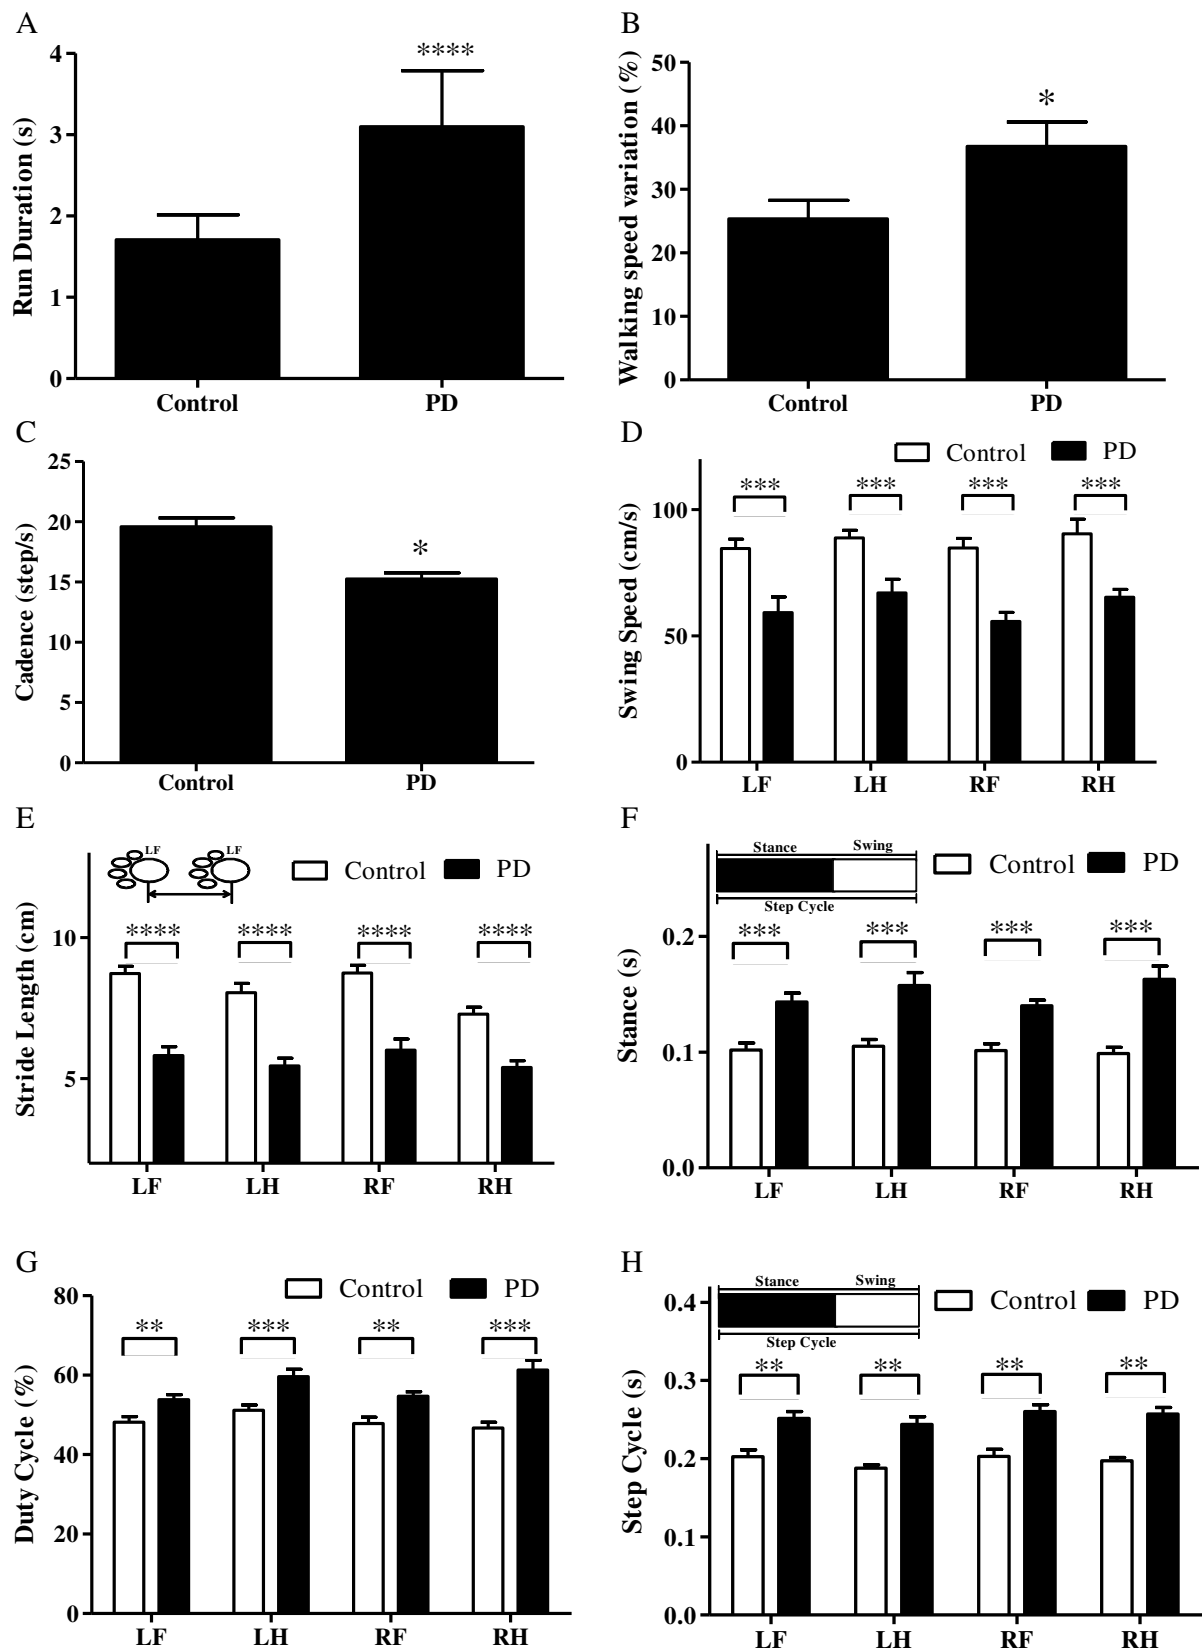 A
Run Duration (s)
4
3
2
1
0
****
Control
PD
B
Walking speed variation (%)
50
40
30
20
10
0
*
Control
PD
C
Cadence (step/s)
25
20
15
10
5
0
*
Control
PD
D
Control
PD
Swing Speed (cm/s)
100
50
0
***
***
***
***
LF
LH
RF
RH
E
LF
LF
Control
PD
Stride Length (cm)
10
5
****
****
****
****
LF
LH
RF
RH
F
Stance
Swing
Step Cycle
Control
PD
Stance (s)
0.2
0.1
0.0
***
***
***
***
LF
LH
RF
RH
G
Control
PD
Duty Cycle (%)
80
60
40
20
0
**
***
**
***
LF
LH
RF
RH
H
Stance
Swing
Step Cycle
Control
PD
Step Cycle (s)
0.4
0.3
0.2
0.1
0.0
**
**
**
**
LF
LH
RF
RH